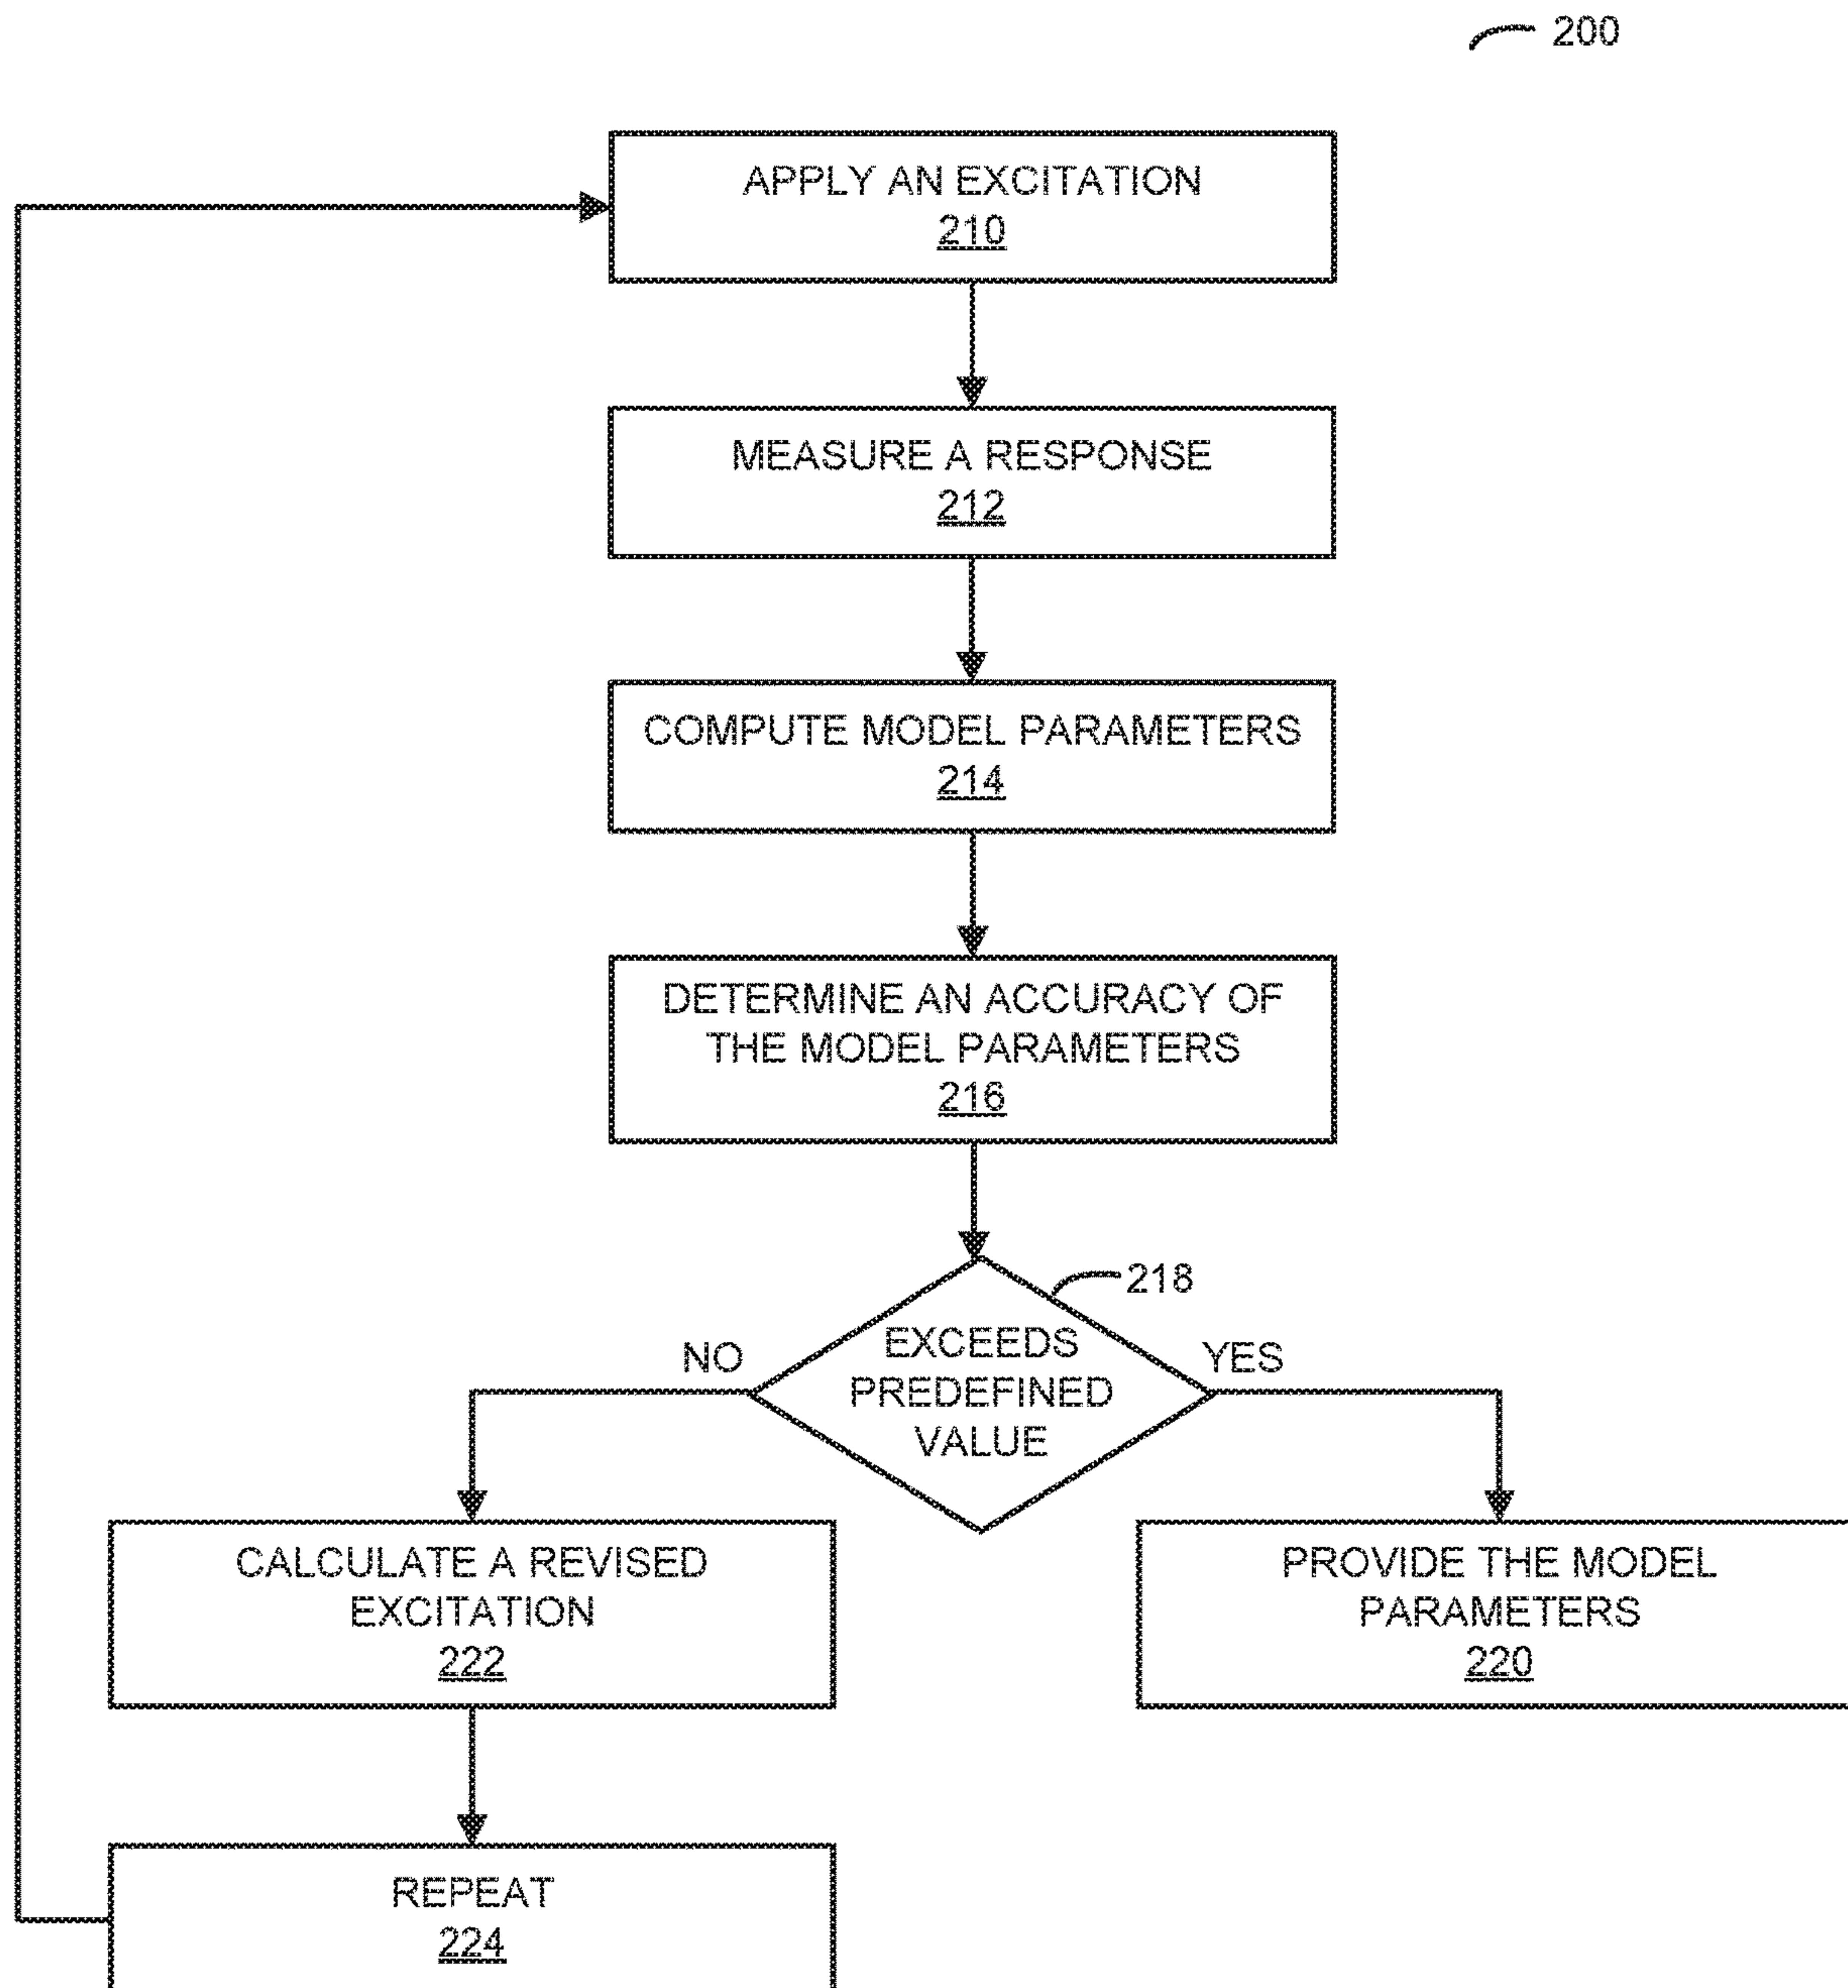 200
APPLY AN EXCITATION
210
MEASURE A RESPONSE
212
COMPUTE MODEL PARAMETERS
214
DETERMINE AN ACCURACY OF
THE MODEL PARAMETERS
216
218
EXCEEDS
PREDEFINED
VALUE
NO
YES
CALCULATE A REVISED
EXCITATION
222
PROVIDE THE MODEL
PARAMETERS
220
REPEAT
224